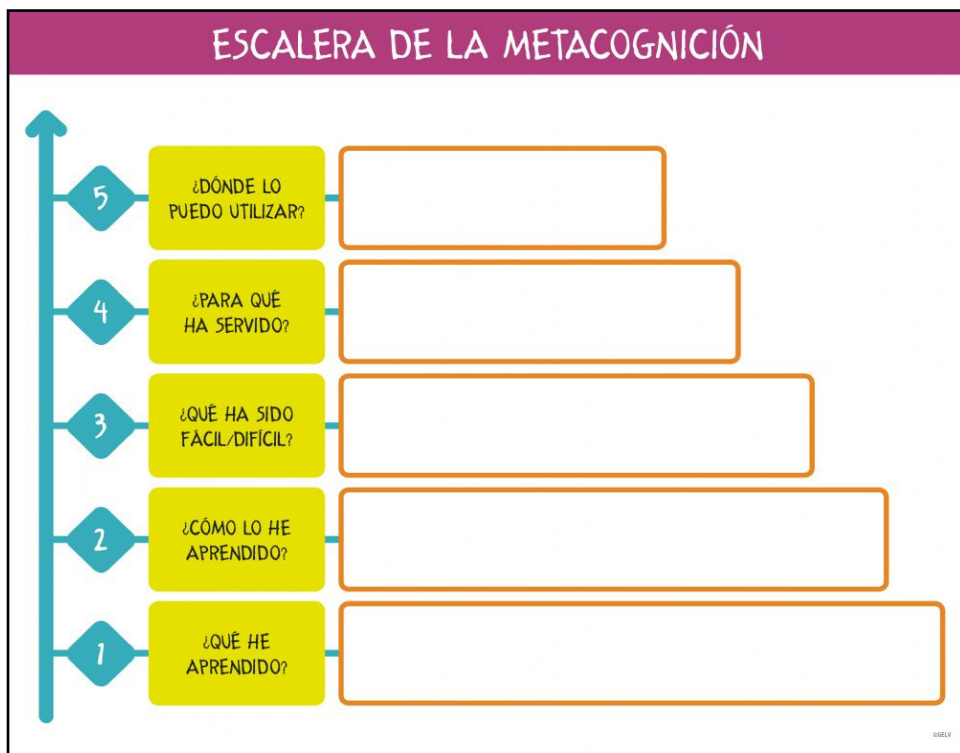 ESCALERA DE LA METACOGNICIÓN
5
¿DÓNDE LO
PUEDO UTILIZAR?
4
¿PARA QUÉ
HA SERVIDO?
3
¿QUÉ HA SIDO
FÁCIL/DIFÍCIL?
2
¿CÓMO LO HE
APRENDIDO?
1
¿QUÉ HE
APRENDIDO?
©GELV